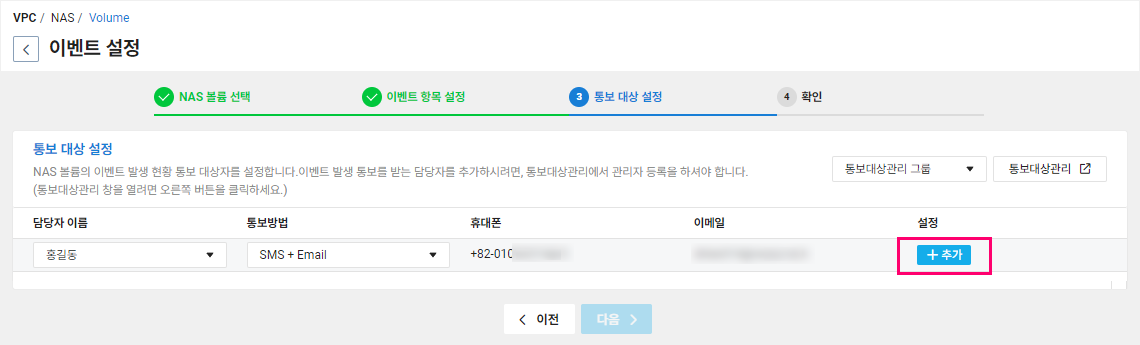 VPC / NAS / Volume
이벤트 설정
NAS 볼륨 선택
이벤트 항목 설정
3 통보 대상 설정
4 확인
통보 대상 설정
NAS 볼륨의 이벤트 발생 현황 통보 대상자를 설정합니다.이벤트 발생 통보를 받는 담당자를 추가하시려면, 통보대상관리에서 관리자 등록을 하셔야 합니다.
(통보대상관리 창을 열려면 오른쪽 버튼을 클릭하세요.)
통보대상관리 그룹
통보대상관리
담당자 이름 통보방법 휴대폰 이메일 설정
홍길동 SMS + Email +82-010 + 추가
이전 다음